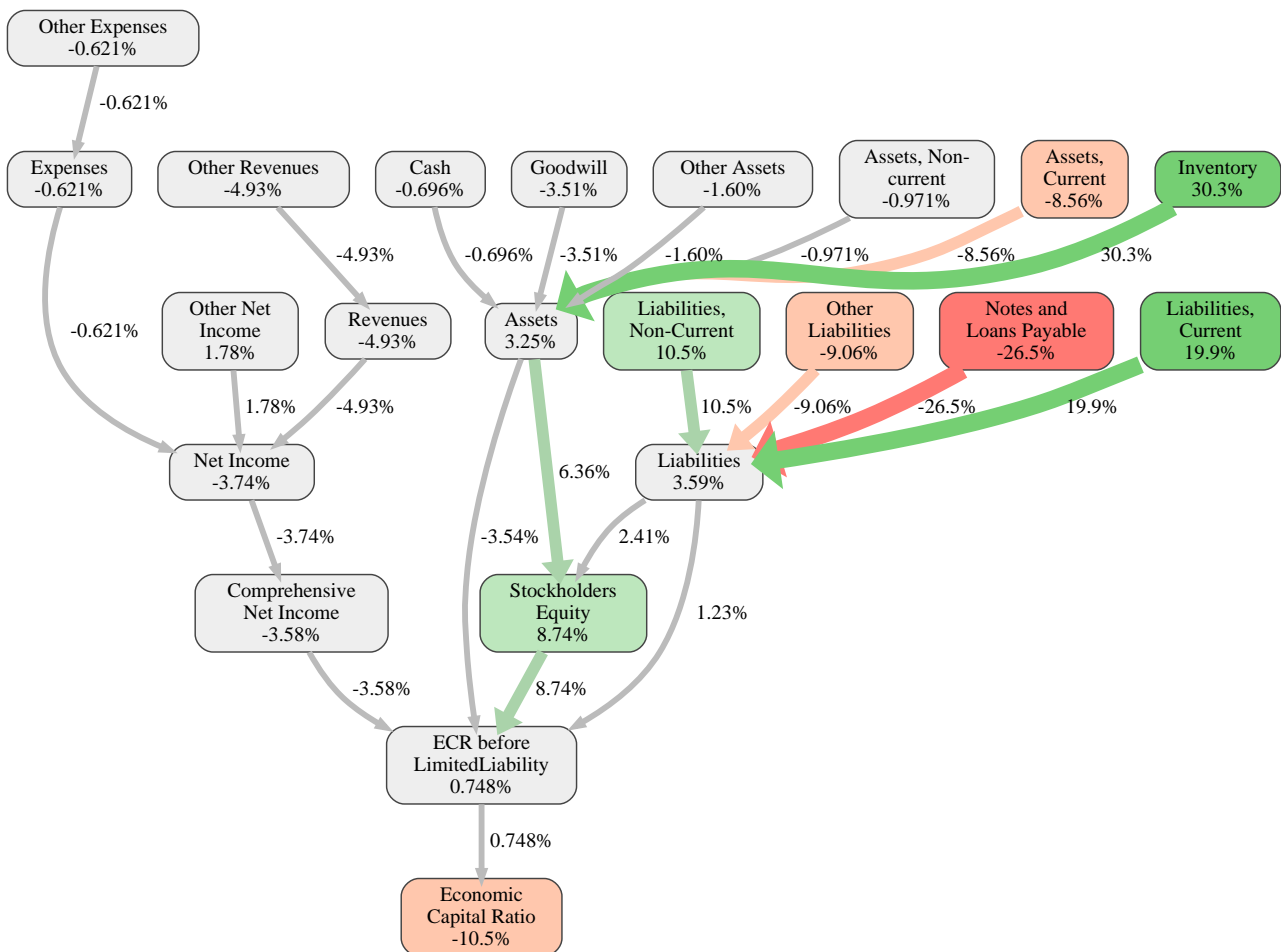 Other Expenses
-0.621%
-0.621%
Expenses
-0.621%
Other Revenues
-4.93%
Cash
-0.696%
Goodwill
-3.51%
Other Assets
-1.60%
Assets, Non-
current
-0.971%
Assets,
Current
-8.56%
Inventory
30.3%
-4.93%
-0.696%
-3.51%
-1.60%
-0.971%
-8.56%
30.3%
-0.621%
Other Net
Income
1.78%
Revenues
-4.93%
Assets
3.25%
Liabilities,
Non-Current
10.5%
Other
Liabilities
-9.06%
Notes and
Loans Payable
-26.5%
Liabilities,
Current
19.9%
1.78%
-4.93%
10.5%
-9.06%
-26.5%
19.9%
Net Income
-3.74%
6.36%
Liabilities
3.59%
-3.74%
-3.54%
2.41%
Comprehensive
Net Income
-3.58%
Stockholders
Equity
8.74%
1.23%
-3.58%
8.74%
ECR before
LimitedLiability
0.748%
0.748%
Economic
Capital Ratio
-10.5%